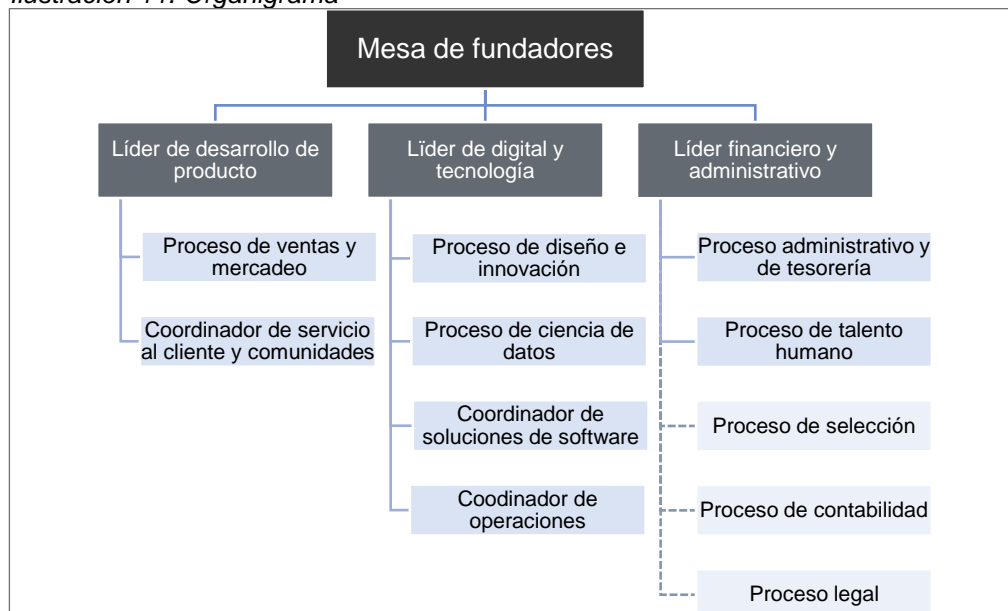 Ilustración 11. Organigrama
Mesa de fundadores
Líder de desarrollo de
producto
Proceso de ventas y
mercadeo
Coordinador de servicio
al cliente y comunidades
Lïder de digital y
tecnología
Proceso de diseño e
innovación
Proceso de ciencia de
datos
Coordinador de
soluciones de software
Coodinador de
operaciones
Líder financiero y
administrativo
Proceso administrativo y
de tesorería
Proceso de talento
humano
Proceso de selección
Proceso de contabilidad
Proceso legal